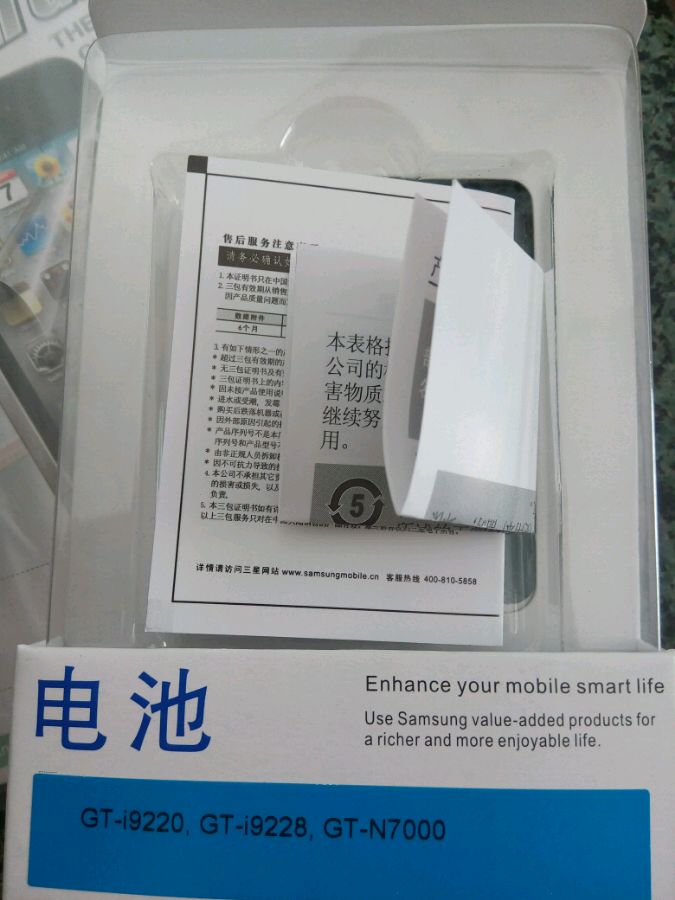 THE
7
售后服务注意
请务必确认以
1. 本证明书只在中国
2. 三包有效期从销售
因产品质量问题而
数据附件
6个月
3. 有如下情形之一的
* 超过三包有效期的
* 无三包证明书及有
* 三包证明书上的内
* 因未按产品使用说
* 进水或受潮，发霉
* 购买后跌落机器或
* 因外部原因引起的
* 产品序列号不是本
序列号和产品型号
* 由非正规人员拆卸
* 因不可抗力导致的
4. 本公司不承担其它
的损害或损失，以及
负责.
5. 本三包证明书如有
以上三包服务只对在中
详情请访问三星网站 www.samsungmobile.cn 客服热线 400-810-5858
本表格
公司的
害物质
继续努
用。
5
电池
Enhance your mobile smart life
Use Samsung value-added products for
a richer and more enjoyable life.
GT-i9220, GT-i9228, GT-N7000